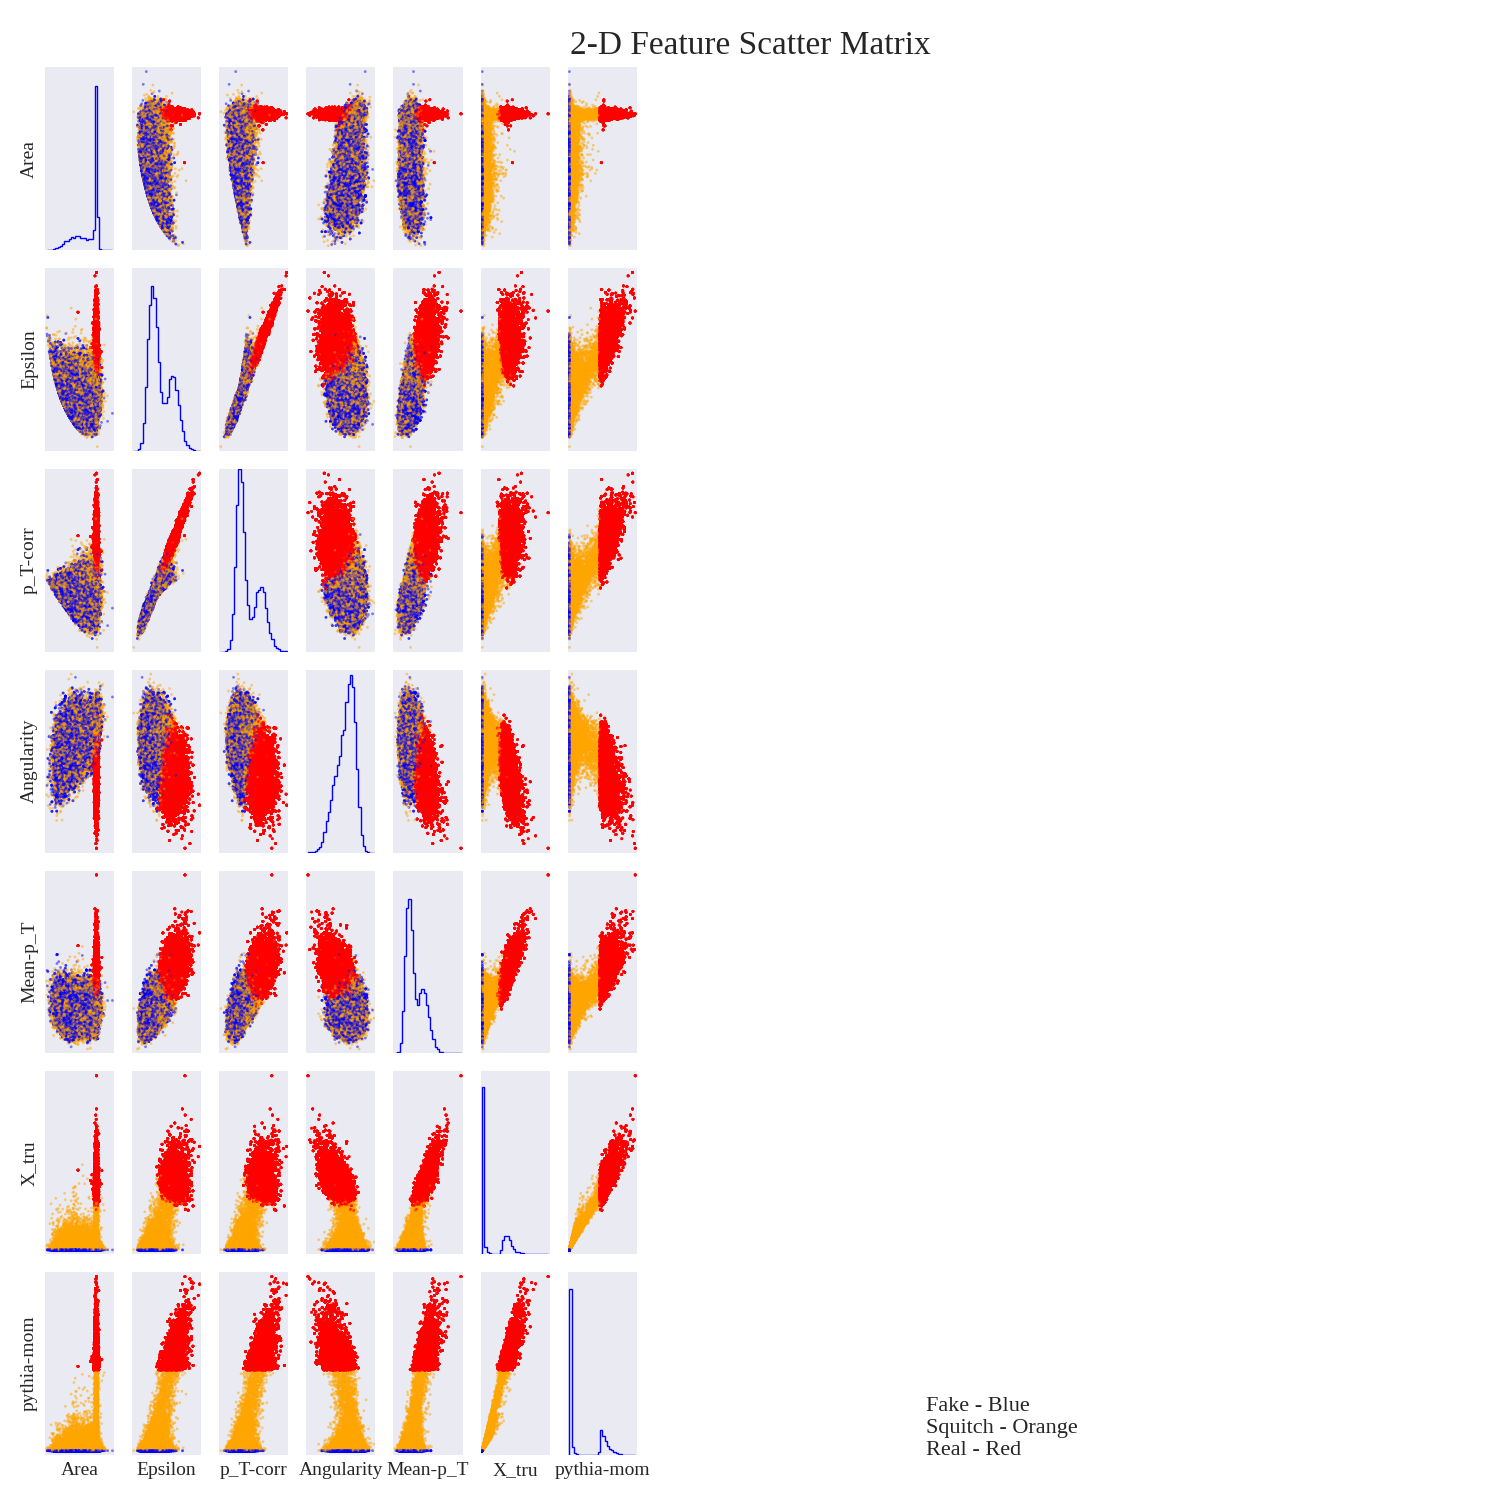 2-D Feature Scatter Matrix
Area
Epsilon
p_T-corr
Angularity
Mean-p_T
X_tru
pythia-mom
Fake - Blue
Squitch - Orange
Real - Red
Area Epsilon p_T-corr Angularity Mean-p_T X_tru pythia-mom